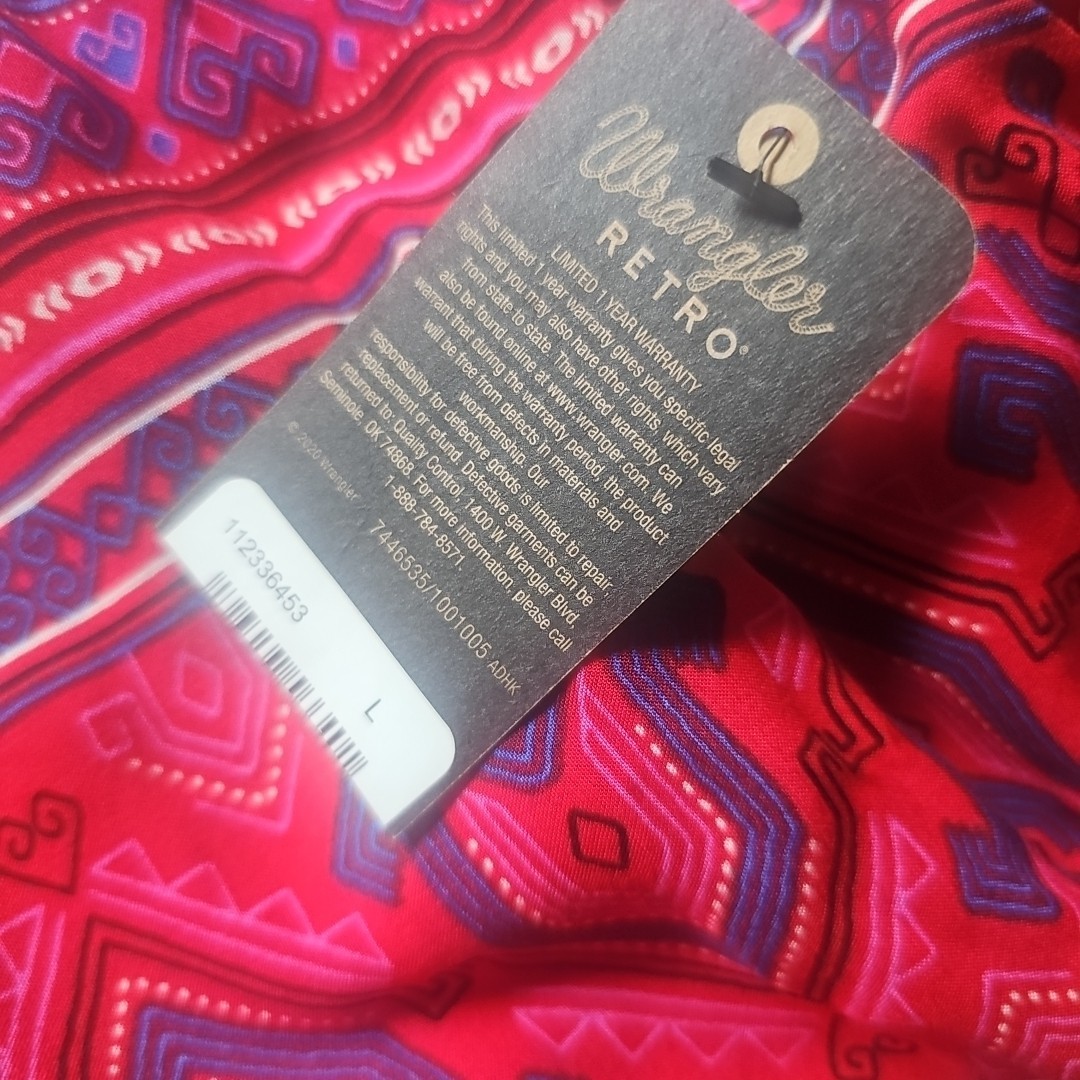 Wrangler
RETRO®
LIMITED 1 YEAR WARRANTY
This limited 1 year warranty gives you specific legal
rights and you may also have other rights, which vary
from state to state. The limited warranty can
also be found online at www.wrangler.com. We
warrant that during the warranty period, the product
will be free from defects in materials and
workmanship. Our
responsibility for defective goods is limited to repair,
replacement or refund. Defective garments can be
returned to: Quality Control, 1400 W. Wrangler Blvd
Seminole, OK 74868. For more information, please call
1-888-784-8571.
© 2020 Wrangler
7446535/1001005 ADHK
112336453
L